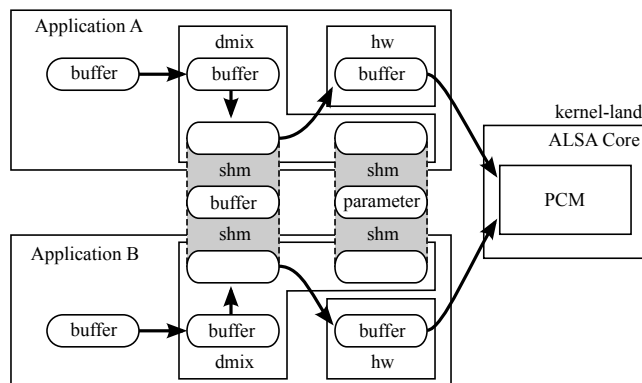 Application A
dmix
hw
buffer
buffer
buffer
kernel-land
ALSA Core
shm
shm
buffer
parameter
PCM
shm
shm
Application B
buffer
buffer
buffer
dmix
hw